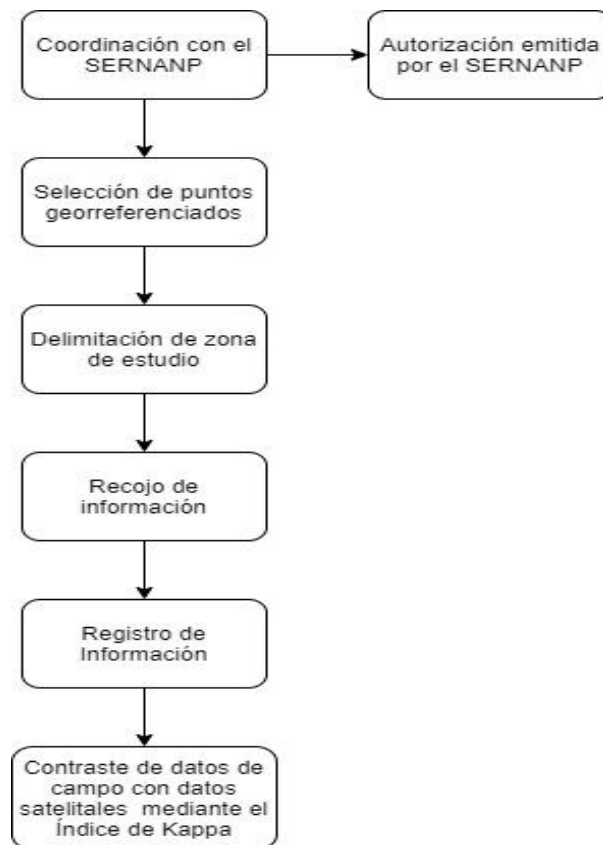 Coordinación con el
SERNANP
Autorización emitida
por el SERNANP
Selección de puntos
georreferenciados
Delimitación de zona
de estudio
Recojo de
información
Registro de
Información
Contraste de datos de
campo con datos
satelitales mediante el
Índice de Kappa